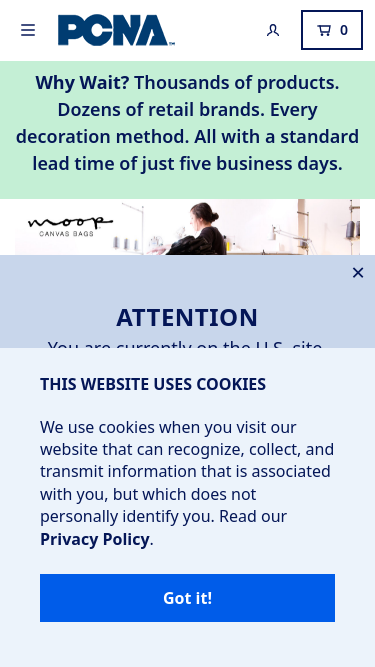 PCNA
0
Why Wait? Thousands of products.
Dozens of retail brands. Every
decoration method. All with a standard
lead time of just five business days.
moop
CANVAS BAGS
ATTENTION
You are currently on the U.S. site.
THIS WEBSITE USES COOKIES
We use cookies when you visit our
website that can recognize, collect, and
transmit information that is associated
with you, but which does not
personally identify you. Read our
Privacy Policy.
Got it!